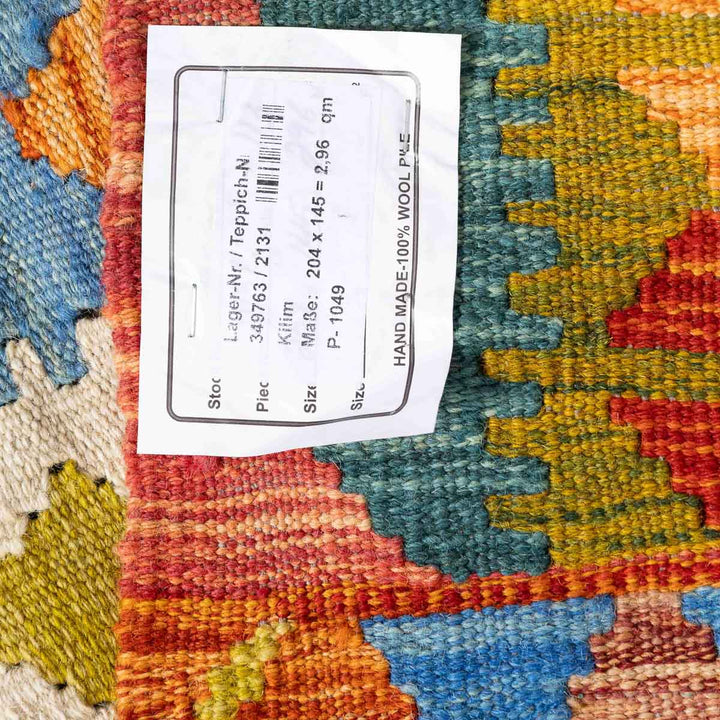 Lager-Nr. / Teppich-N
349763 / 2131
Kilim
Maße: 204 x 145 = 2,96 qm
P - 1049
Stoc
Piec
Size
Size
HAND MADE-100% WOOL PILE